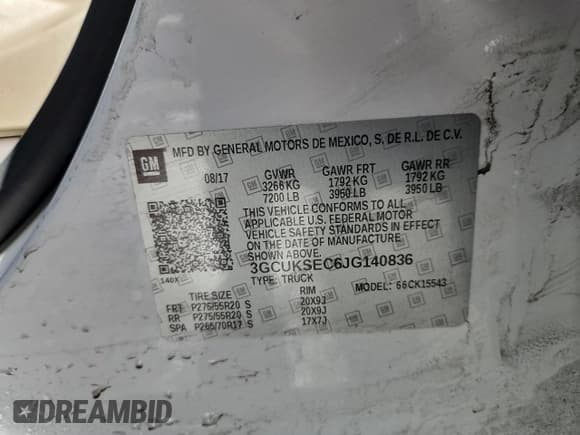 GM
MFD BY GENERAL MOTORS DE MEXICO, S. DE R.L. DE C.V.
08/17 GVWR GAWR FRT GAWR RR
3266 KG 1792 KG 1792 KG
7200 LB 3950 LB 3950 LB
THIS VEHICLE CONFORMS TO ALL
APPLICABLE U.S. FEDERAL MOTOR
VEHICLE SAFETY STANDARDS IN EFFECT
ON THE DATE OF MANUFACTURE
SHOWN ABOVE.
140X 3GCUKSEC6JG140836
TYPE: TRUCK MODEL: 66CK15543
TIRE SIZE RIM
FRT P275/55R20 S 20X9J
RR P275/55R20 S 20X9J
SPA P265/70R17 S 17X7J
DREAMBID